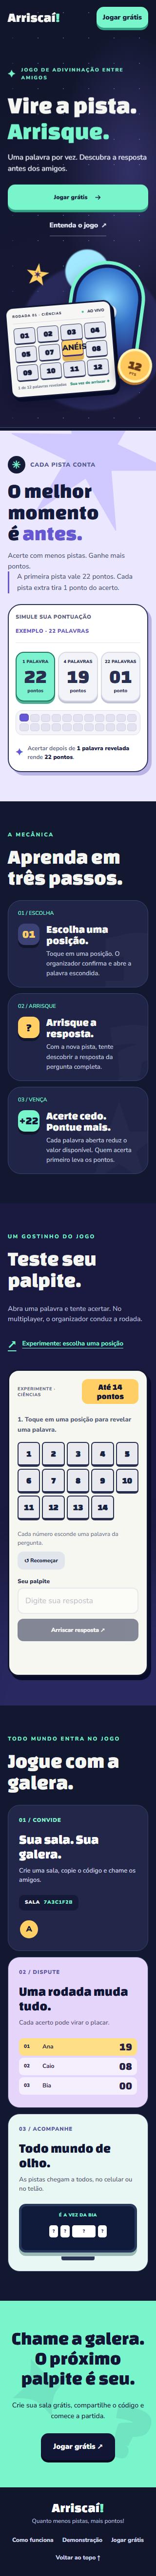 Arriscaí!
Jogar grátis
JOGO DE ADIVINHAÇÃO ENTRE
AMIGOS
Vire a pista.
Arrisque.
Uma palavra por vez. Descubra a resposta
antes dos amigos.
Jogar grátis →
Entenda o jogo ↗
RODADA 01 · CIÊNCIAS
AO VIVO
01 02 03 04
05 07 ANÉIS 08
09 10 11 12
1 de 12 palavras reveladas
Sua vez de arriscar
12
PTS
CADA PISTA CONTA
O melhor
momento
é antes.
Acerte com menos pistas. Ganhe mais
pontos.
A primeira pista vale 22 pontos. Cada
pista extra tira 1 ponto do acerto.
SIMULE SUA PONTUAÇÃO
EXEMPLO · 22 PALAVRAS
1 PALAVRA
22
pontos
4 PALAVRAS
19
pontos
22 PALAVRAS
01
ponto
Acertar depois de 1 palavra revelada
rende 22 pontos.
A MECÂNICA
Aprenda em
três passos.
01 / ESCOLHA
01
Escolha uma
posição.
Toque em uma posição. O
organizador confirma e abre a
palavra escondida.
02 / ARRISQUE
?
Arrisque a
resposta.
Com a nova pista, tente
descobrir a resposta da
pergunta completa.
03 / VENÇA
+22
Acerte cedo.
Pontue mais.
Cada palavra aberta reduz o
valor disponível. Quem acerta
primeiro leva os pontos.
UM GOSTINHO DO JOGO
Teste seu
palpite.
Abra uma palavra e tente acertar. No
multiplayer, o organizador conduz a rodada.
↗ Experimente: escolha uma posição
EXPERIMENTE ·
CIÊNCIAS
Até 14
pontos
1. Toque em uma posição para revelar
uma palavra.
1 2 3 4 5
6 7 8 9 10
11 12 13 14
Cada número esconde uma palavra da
pergunta.
↺ Recomeçar
Seu palpite
Digite sua resposta
Arriscar resposta ↗
TODO MUNDO ENTRA NO JOGO
Jogue com a
galera.
01 / CONVIDE
Sua sala. Sua
galera.
Crie uma sala, copie o código e chame os
amigos.
SALA 7A3C1F2B
A
02 / DISPUTE
Uma rodada muda
tudo.
Cada acerto pode virar o placar.
01 Ana 19
02 Caio 08
03 Bia 00
03 / ACOMPANHE
Todo mundo de
olho.
As pistas chegam a todos, no celular ou
no telão.
É A VEZ DA BIA
? ? ? ?
Chame a galera.
O próximo
palpite é seu.
Crie sua sala grátis, compartilhe o código e
comece a partida.
Jogar grátis ↗
Arriscaí!
Quanto menos pistas, mais pontos!
Como funciona Demonstração Jogar grátis
Voltar ao topo ↑